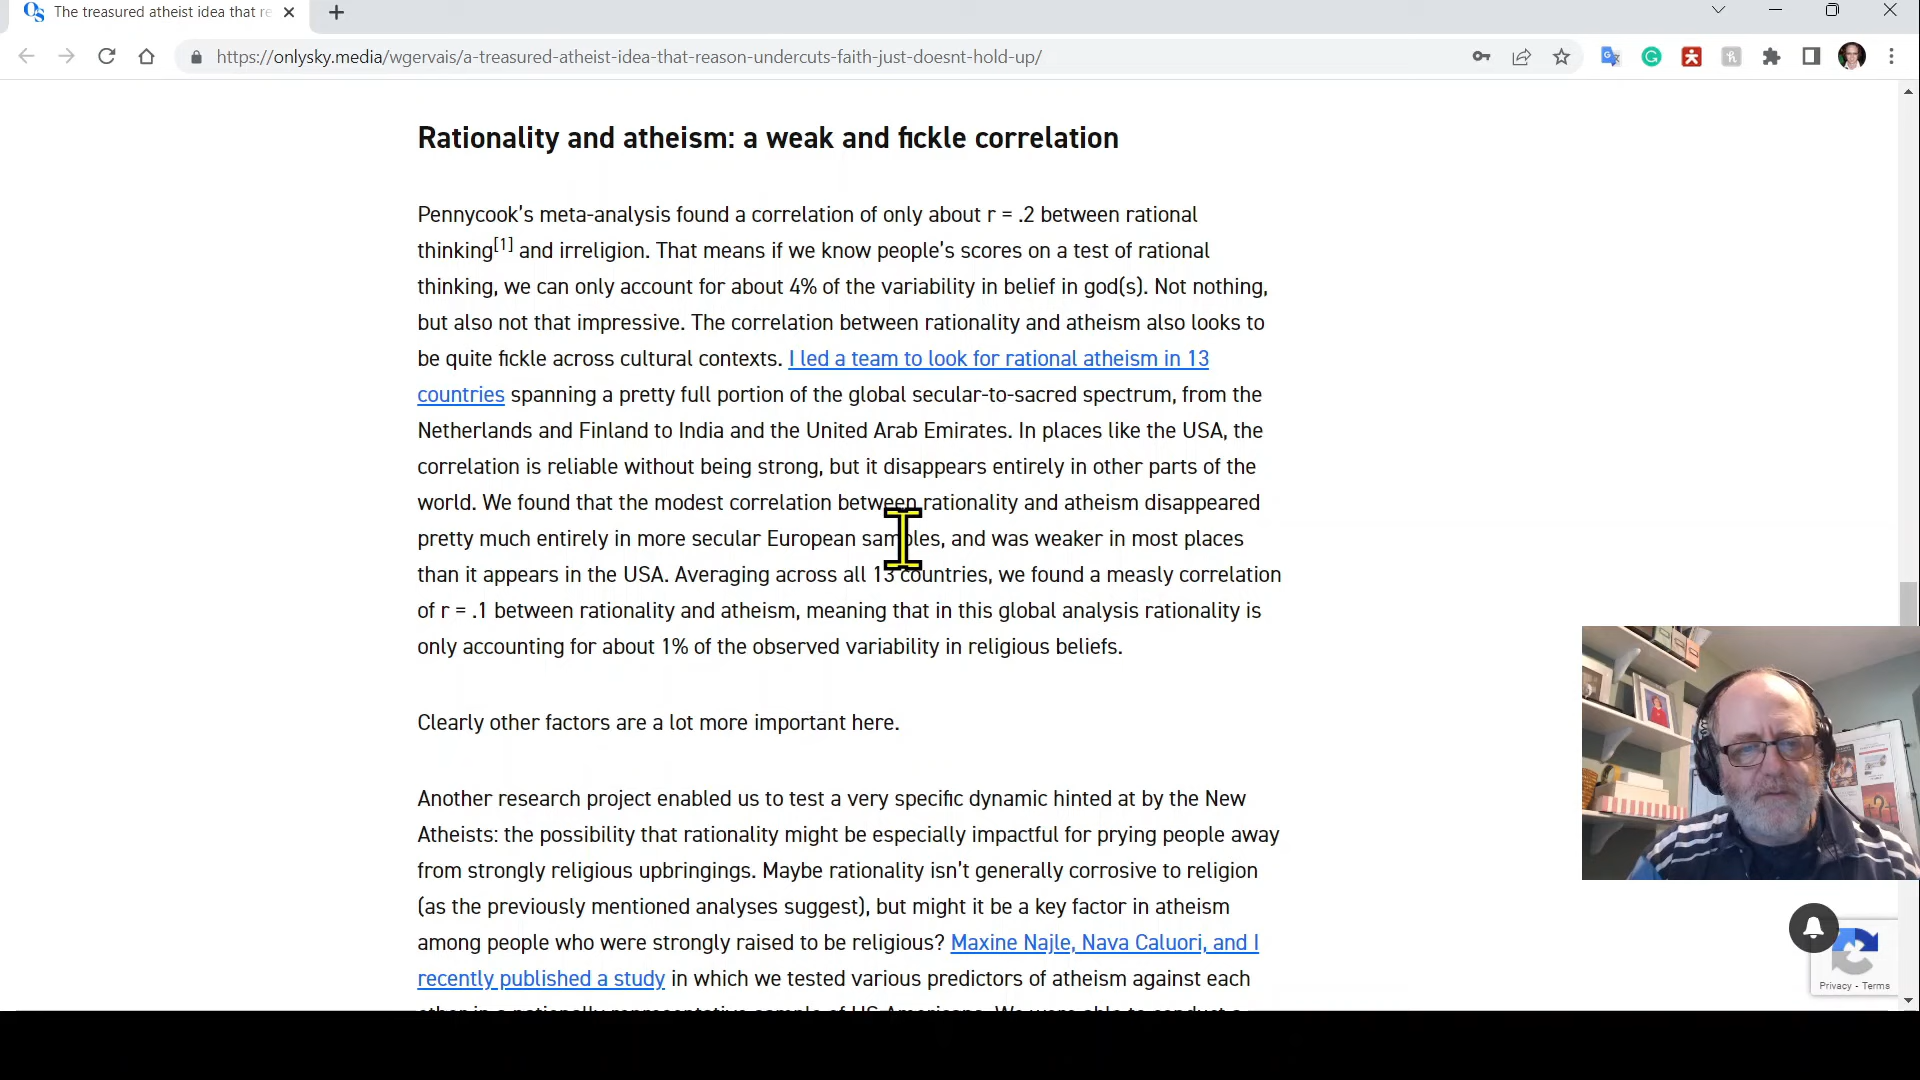 The treasured atheist idea that re
https://onlysky.media/wgervais/a-treasured-atheist-idea-that-reason-undercuts-faith-just-doesnt-hold-up/
Rationality and atheism: a weak and fickle correlation
Pennycook’s meta-analysis found a correlation of only about r = .2 between rational
thinking[1] and irreligion. That means if we know people’s scores on a test of rational
thinking, we can only account for about 4% of the variability in belief in god(s). Not nothing,
but also not that impressive. The correlation between rationality and atheism also looks to
be quite fickle across cultural contexts. I led a team to look for rational atheism in 13
countries spanning a pretty full portion of the global secular-to-sacred spectrum, from the
Netherlands and Finland to India and the United Arab Emirates. In places like the USA, the
correlation is reliable without being strong, but it disappears entirely in other parts of the
world. We found that the modest correlation between rationality and atheism disappeared
pretty much entirely in more secular European samples, and was weaker in most places
than it appears in the USA. Averaging across all 13 countries, we found a measly correlation
of r = .1 between rationality and atheism, meaning that in this global analysis rationality is
only accounting for about 1% of the observed variability in religious beliefs.
Clearly other factors are a lot more important here.
Another research project enabled us to test a very specific dynamic hinted at by the New
Atheists: the possibility that rationality might be especially impactful for prying people away
from strongly religious upbringings. Maybe rationality isn’t generally corrosive to religion
(as the previously mentioned analyses suggest), but might it be a key factor in atheism
among people who were strongly raised to be religious? Maxine Najle, Nava Caluori, and I
recently published a study in which we tested various predictors of atheism against each
other in a nationally representative sample of US Americans. We were able to conduct a
Privacy - Terms